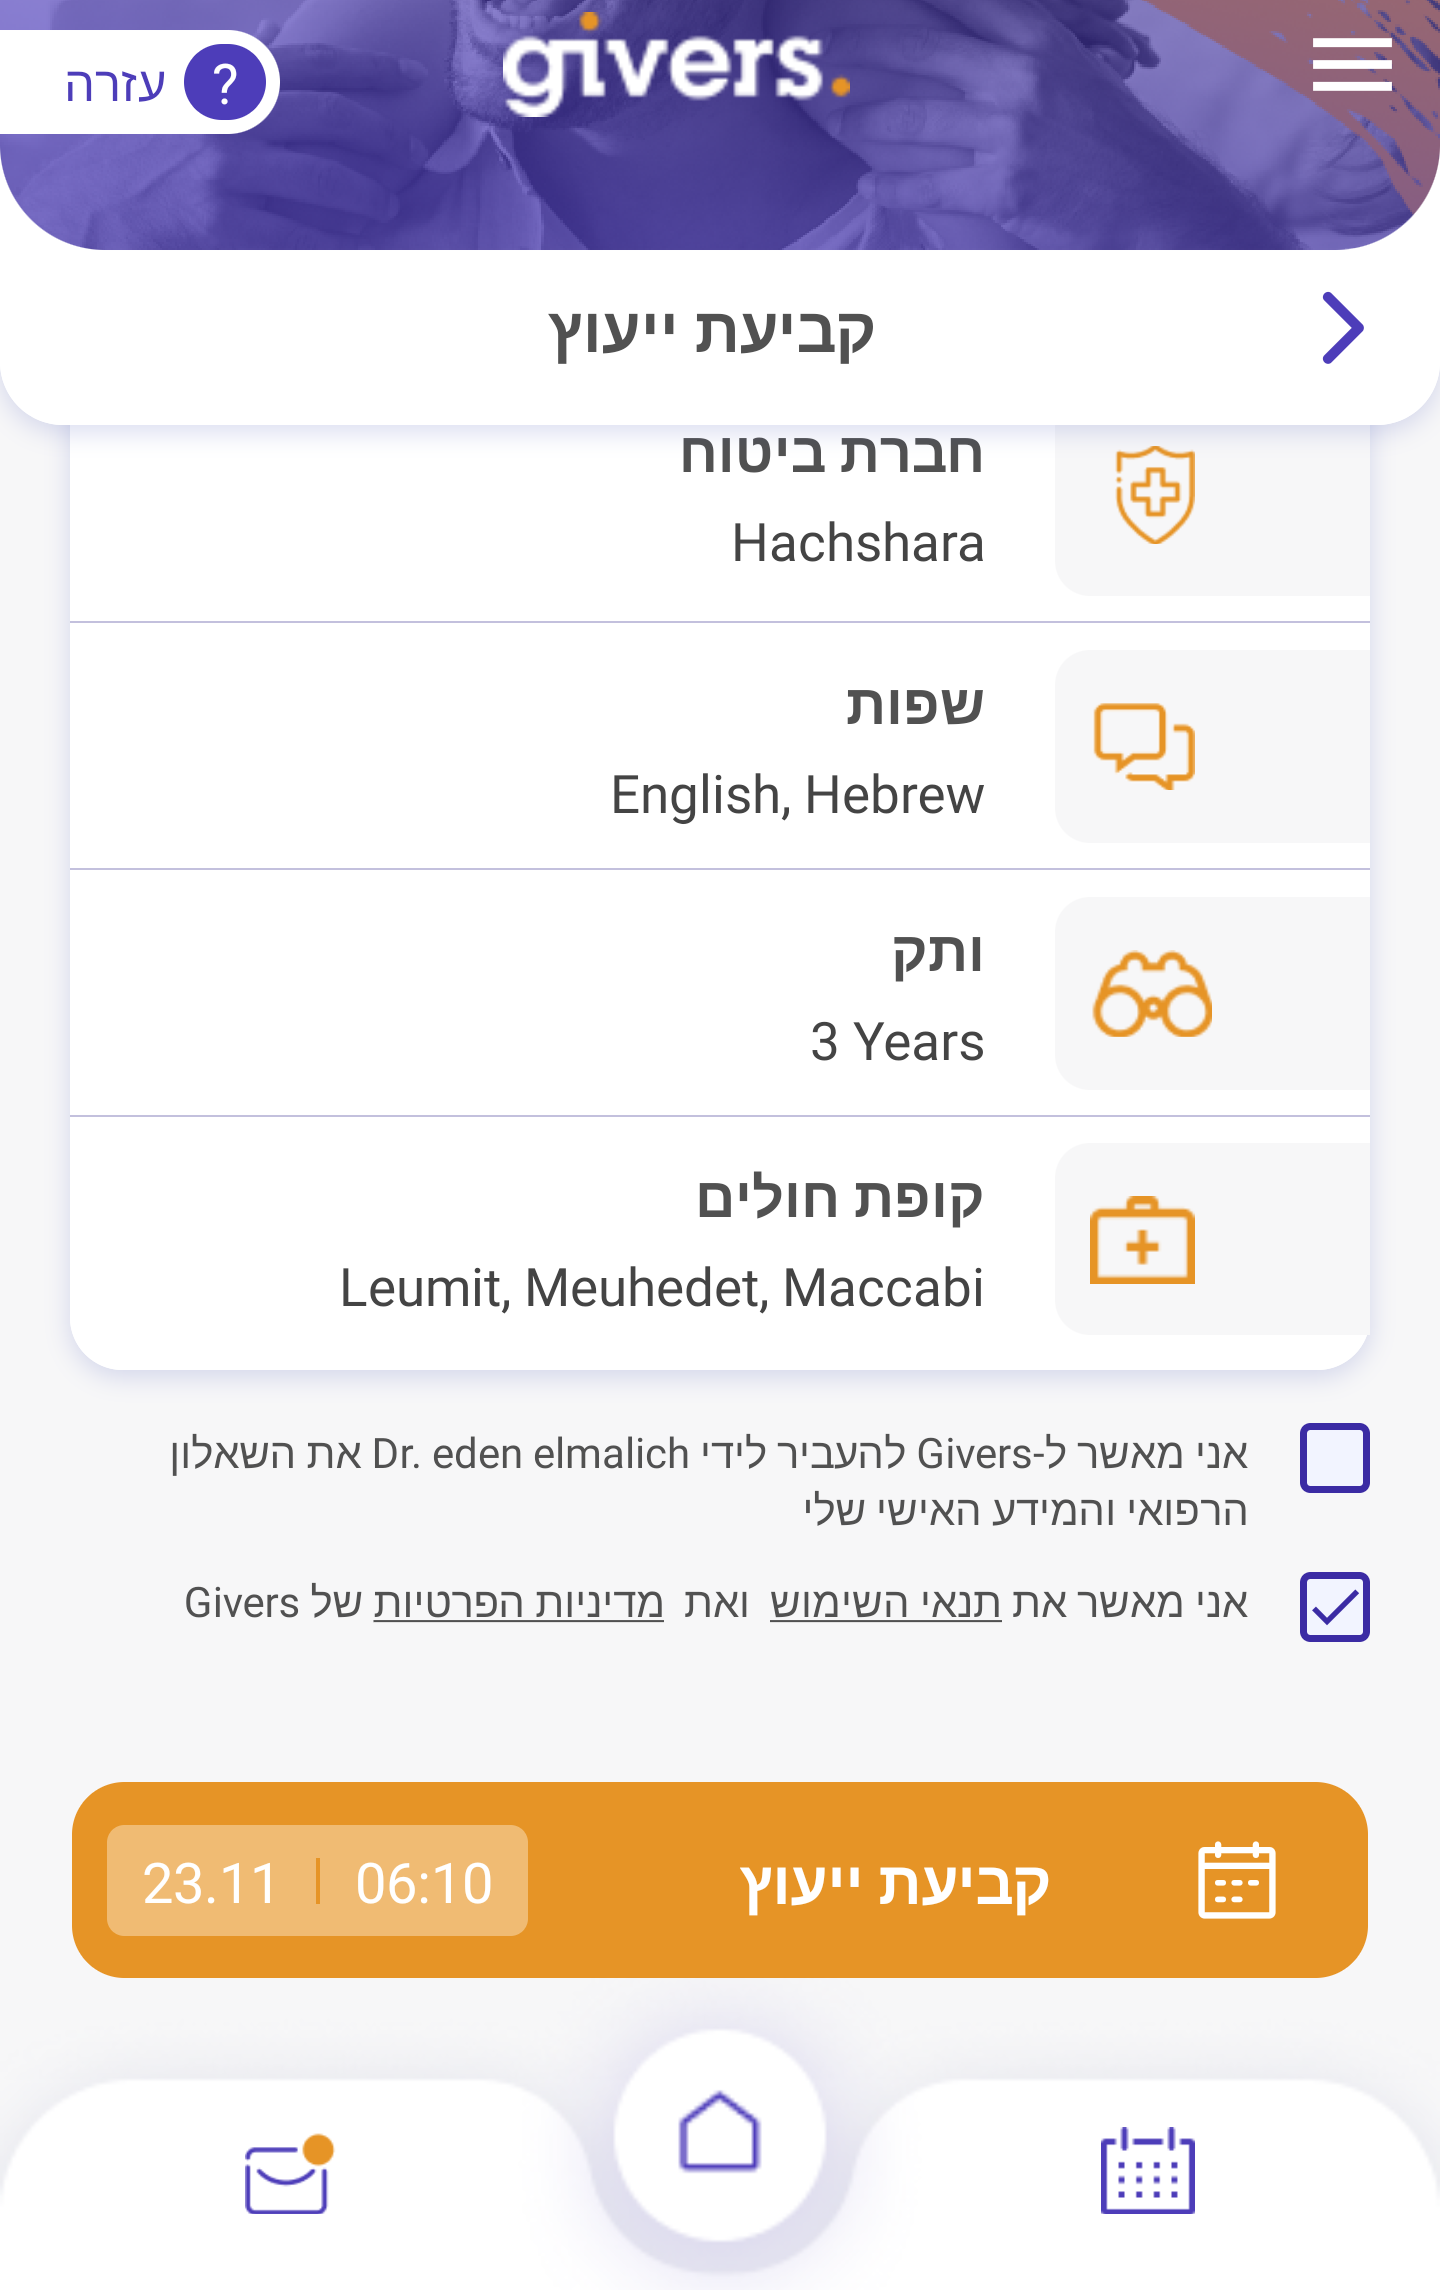 givers.
? עזרה
קביעת ייעוץ
חברת ביטוח
Hachshara
שפות
English, Hebrew
ותק
3 Years
קופת חולים
Leumit, Meuhedet, Maccabi
אני מאשר ל-Givers להעביר לידי Dr. eden elmalich את השאלון
הרפואי והמידע האישי שלי
אני מאשר את תנאי השימוש ואת מדיניות הפרטיות של Givers
קביעת ייעוץ
23.11 | 06:10